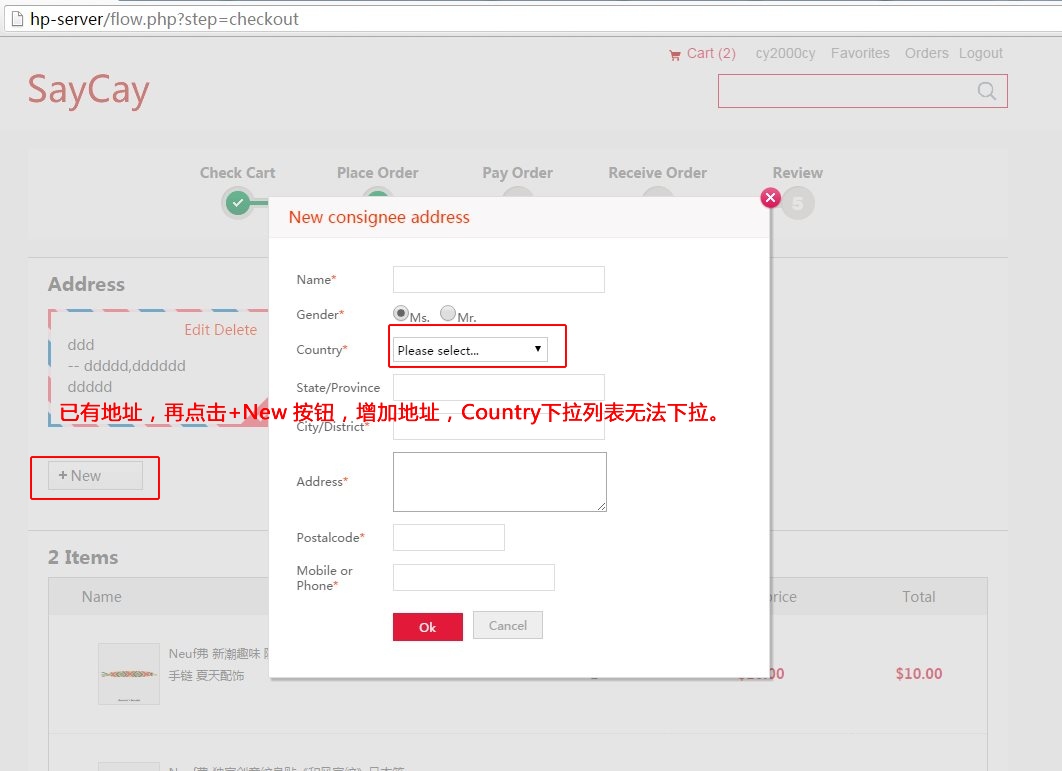 hp-server/flow.php?step=checkout
Cart (2) cy2000cy Favorites Orders Logout
SayCay
Check Cart Place Order Pay Order Receive Order Review
5
New consignee address
Name*
Gender* Ms. Mr.
Country* Please select...
State/Province
已有地址，再点击+New 按钮，增加地址，Country下拉列表无法下拉。
City/District*
Address*
Postalcode*
Mobile or
Phone*
Ok Cancel
Address
Edit Delete
ddd
-- ddddd,dddddd
ddddd
+ New
2 Items
Name Total
Neuf弗 新潮趣味
手链 夏天配饰
$10.00